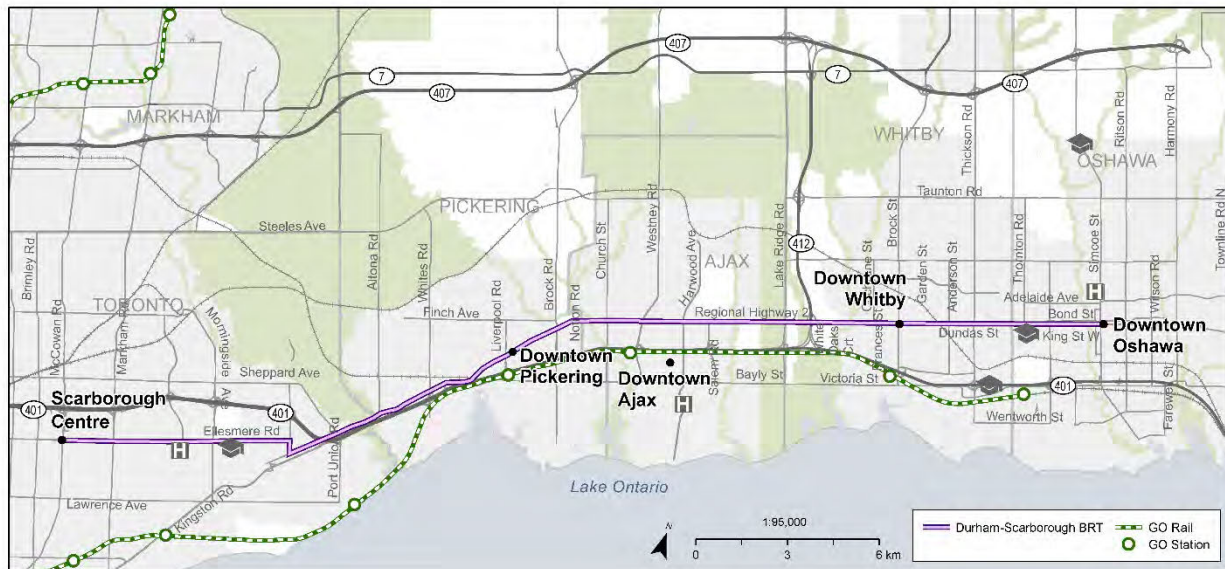 407
7
407
7
407
MARKHAM
WHITBY
OSHAWA
Thickson Rd
Ritson Rd
Harmony Rd
PICKERING
Taunton Rd
Steeles Ave
Brimley Rd
Altona Rd
Whites Rd
Church St
Westney Rd
Harwood Ave
Lake Ridge Rd
412
Brock St
Garden St
Anderson St
Thornton Rd
Simcoe St
Townline Rd N
AJAX
TORONTO
McCowan Rd
Markham Rd
Morningside Ave
Finch Ave
Liverpool Rd
Brock Rd
Notion Rd
Regional Highway 2
Downtown
Whitby
Adelaide Ave
H
Bond St
Wilson Rd
Dundas St
King St W
Downtown
Oshawa
Sheppard Ave
Downtown
Pickering
Downtown
Ajax
Salem Rd
Bayly St
Victoria St
401
Scarborough
Centre
401
401
Ellesmere Rd
H
H
Port Union Rd
Wentworth St
Farewell St
Lawrence Ave
Kingston Rd
Lake Ontario
N
1:95,000
0 3 6 km
Durham-Scarborough BRT
GO Rail
GO Station